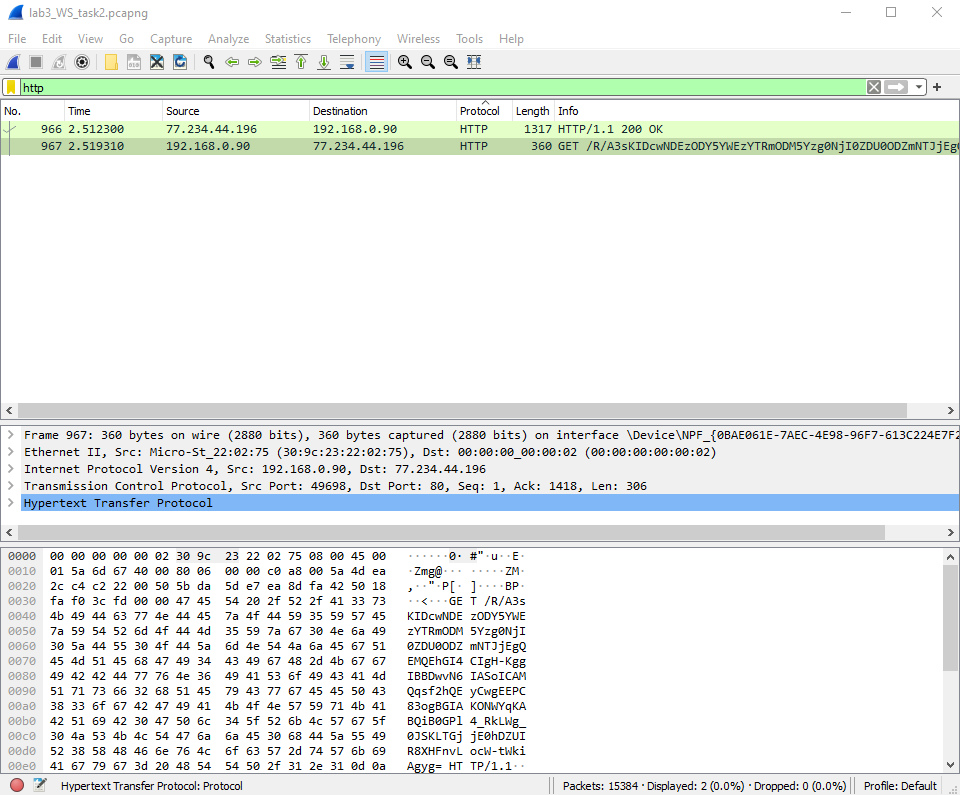 lab3_WS_task2.pcapng
File Edit View Go Capture Analyze Statistics Telephony Wireless Tools Help
http
No. Time Source Destination Protocol Length Info
966 2.512300 77.234.44.196 192.168.0.90 HTTP 1317 HTTP/1.1 200 OK
967 2.519310 192.168.0.90 77.234.44.196 HTTP 360 GET /R/A3sKIDcwNDEzODY5YWEzYTRmODM5Yzg0NjI0ZDU0ODZmNTJjEgQ
Frame 967: 360 bytes on wire (2880 bits), 360 bytes captured (2880 bits) on interface \Device\NPF_{0BAE061E-7AEC-4E98-96F7-613C224E7F2
Ethernet II, Src: Micro-St_22:02:75 (30:9c:23:22:02:75), Dst: 00:00:00_00:00:02 (00:00:00:00:00:02)
Internet Protocol Version 4, Src: 192.168.0.90, Dst: 77.234.44.196
Transmission Control Protocol, Src Port: 49698, Dst Port: 80, Seq: 1, Ack: 1418, Len: 306
Hypertext Transfer Protocol
0000 00 00 00 00 00 02 30 9c 23 22 02 75 08 00 45 00 ······0· #"·u··E·
0010 01 5a 6d 67 40 00 80 06 00 00 c0 a8 00 5a 4d ea ·Zmg@··· ·····ZM·
0020 2c c4 c2 22 00 50 5b da 5d e7 ea 8d fa 42 50 18 ,··"·P[· ]····BP·
0030 fa f0 3c fd 00 00 47 45 54 20 2f 52 2f 41 33 73 ··<···GE T /R/A3s
0040 4b 49 44 63 77 4e 44 45 7a 4f 44 59 35 59 57 45 KIDcwNDE zODY5YWE
0050 7a 59 54 52 6d 4f 44 4d 35 59 7a 67 30 4e 6a 49 zYTRmODM 5Yzg0NjI
0060 30 5a 44 55 30 4f 44 5a 6d 4e 54 4a 6a 45 67 51 0ZDU0ODZ mNTJjEgQ
0070 45 4d 51 45 68 47 49 34 43 49 67 48 2d 4b 67 67 EMQEhGI4 CIgH-Kgg
0080 49 42 42 44 77 76 4e 36 49 41 53 6f 49 43 41 4d IBBDwvN6 IASoICAM
0090 51 71 73 66 32 68 51 45 79 43 77 67 45 45 50 43 Qqsf2hQE yCwgEEPC
00a0 38 33 6f 67 42 47 49 41 4b 4f 4e 57 59 71 4b 41 83ogBGIA KONWYqKA
00b0 42 51 69 42 30 47 50 6c 34 5f 52 6b 4c 57 67 5f BQiB0GPl 4_RkLWg_
00c0 30 4a 53 4b 4c 54 47 6a 6a 45 30 68 44 5a 55 49 0JSKLTGj jE0hDZUI
00d0 52 38 58 48 46 6e 76 4c 6f 63 57 2d 74 57 6b 69 R8XHFnvL ocW-tWki
00e0 41 67 79 67 3d 20 48 54 54 50 2f 31 2e 31 0d 0a Agyg= HT TP/1.1··
Hypertext Transfer Protocol: Protocol Packets: 15384 · Displayed: 2 (0.0%) · Dropped: 0 (0.0%) Profile: Default